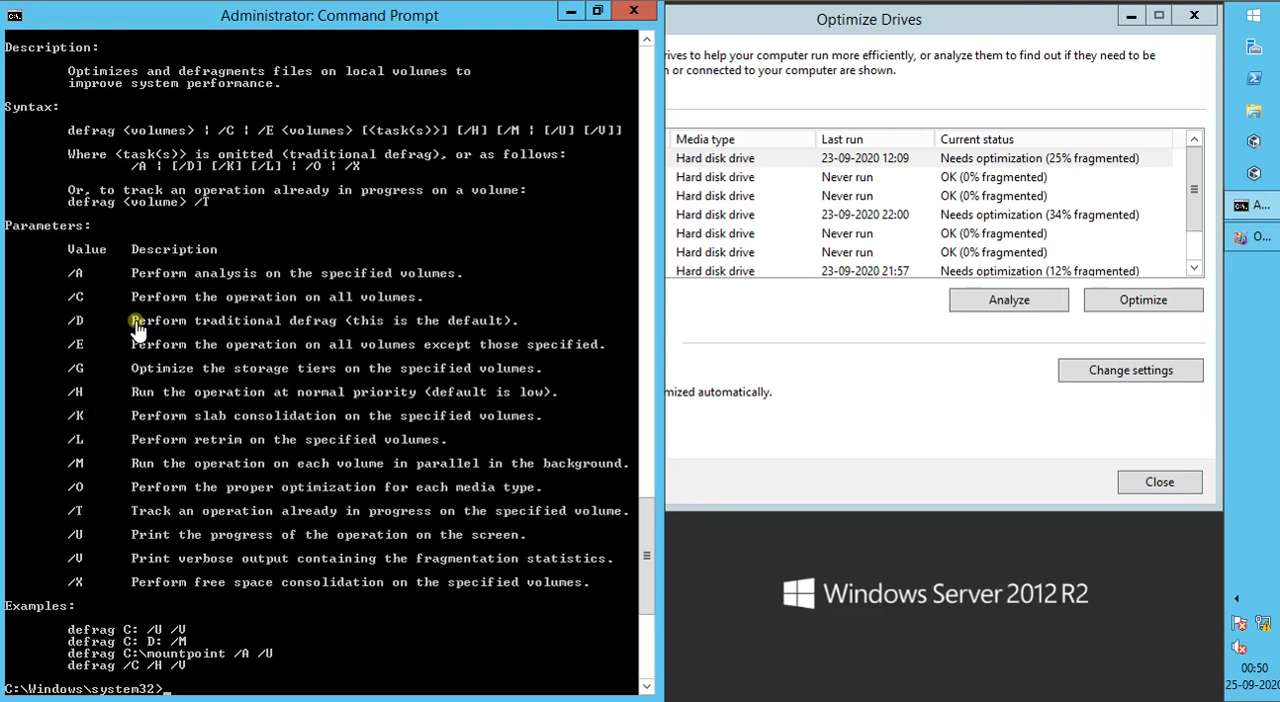 Administrator: Command Prompt
Description:
Optimizes and defragments files on local volumes to
improve system performance.
Syntax:
defrag <volumes> | /C | /E <volumes> [<task(s)>] [/H] [/M | [/U] [/V]]
Where <task(s)> is omitted (traditional defrag), or as follows:
/A | [/D] [/K] [/L] | /O | /X
Or, to track an operation already in progress on a volume:
defrag <volume> /T
Parameters:
Value Description
/A Perform analysis on the specified volumes.
/C Perform the operation on all volumes.
/D Perform traditional defrag (this is the default).
/E Perform the operation on all volumes except those specified.
/G Optimize the storage tiers on the specified volumes.
/H Run the operation at normal priority (default is low).
/K Perform slab consolidation on the specified volumes.
/L Perform retrim on the specified volumes.
/M Run the operation on each volume in parallel in the background.
/O Perform the proper optimization for each media type.
/T Track an operation already in progress on the specified volume.
/U Print the progress of the operation on the screen.
/V Print verbose output containing the fragmentation statistics.
/X Perform free space consolidation on the specified volumes.
Examples:
defrag C: /U /V
defrag C: D: /M
defrag C:\mountpoint /A /U
defrag /C /H /V
C:\Windows\system32>_
Optimize Drives
rives to help your computer run more efficiently, or analyze them to find out if they need to be
n or connected to your computer are shown.
Media type Last run Current status
Hard disk drive 23-09-2020 12:09 Needs optimization (25% fragmented)
Hard disk drive Never run OK (0% fragmented)
Hard disk drive Never run OK (0% fragmented)
Hard disk drive 23-09-2020 22:00 Needs optimization (34% fragmented)
Hard disk drive Never run OK (0% fragmented)
Hard disk drive Never run OK (0% fragmented)
Hard disk drive 23-09-2020 21:57 Needs optimization (12% fragmented)
Analyze Optimize
Change settings
mized automatically.
Close
Windows Server 2012 R2
A...
O...
00:50
25-09-2020